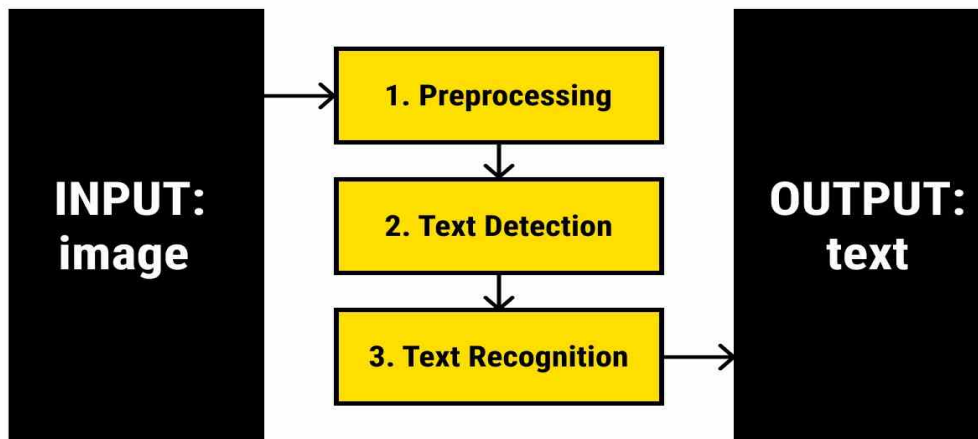 INPUT:
image
1. Preprocessing
2. Text Detection
3. Text Recognition
OUTPUT:
text